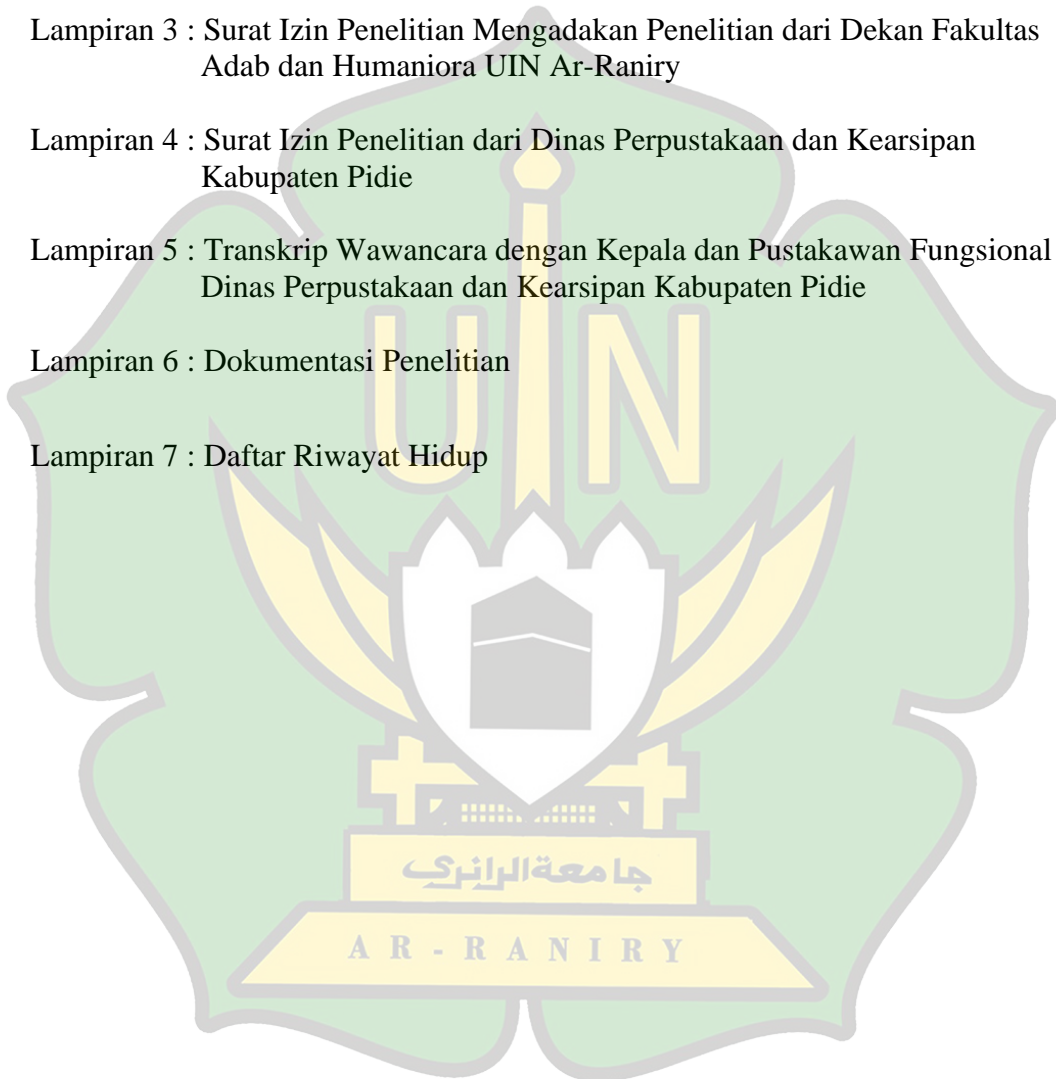 Lampiran 3 : Surat Izin Penelitian Mengadakan Penelitian dari Dekan Fakultas
Adab dan Humaniora UIN Ar-Raniry
Lampiran 4 : Surat Izin Penelitian dari Dinas Perpustakaan dan Kearsipan
Kabupaten Pidie
Lampiran 5 : Transkrip Wawancara dengan Kepala dan Pustakawan Fungsional
Dinas Perpustakaan dan Kearsipan Kabupaten Pidie
Lampiran 6 : Dokumentasi Penelitian
Lampiran 7 : Daftar Riwayat Hidup
UIN
جامعةالرانرك
AR-RANIRY